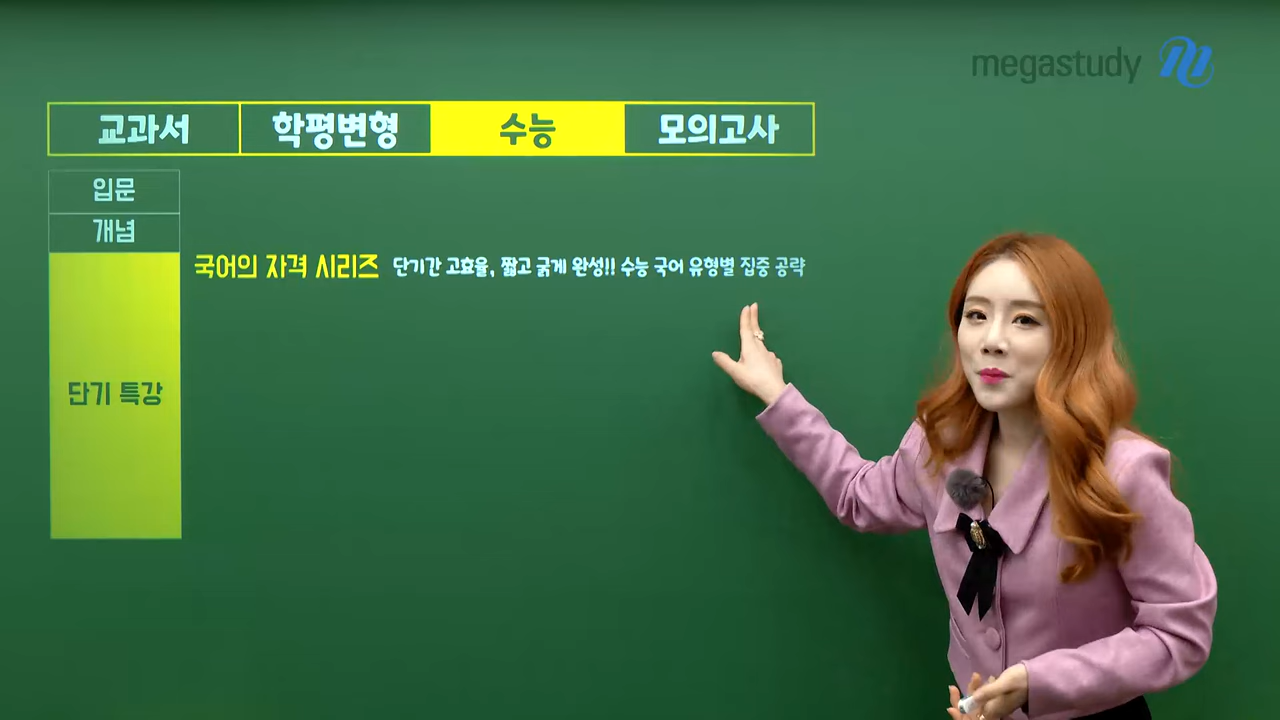 megastudy
교과서 학평변형 수능 모의고사
입문
개념
국어의 자격 시리즈 단기간 고효율, 짧고 굵게 완성!! 수능 국어 유형별 집중 공략
단기 특강